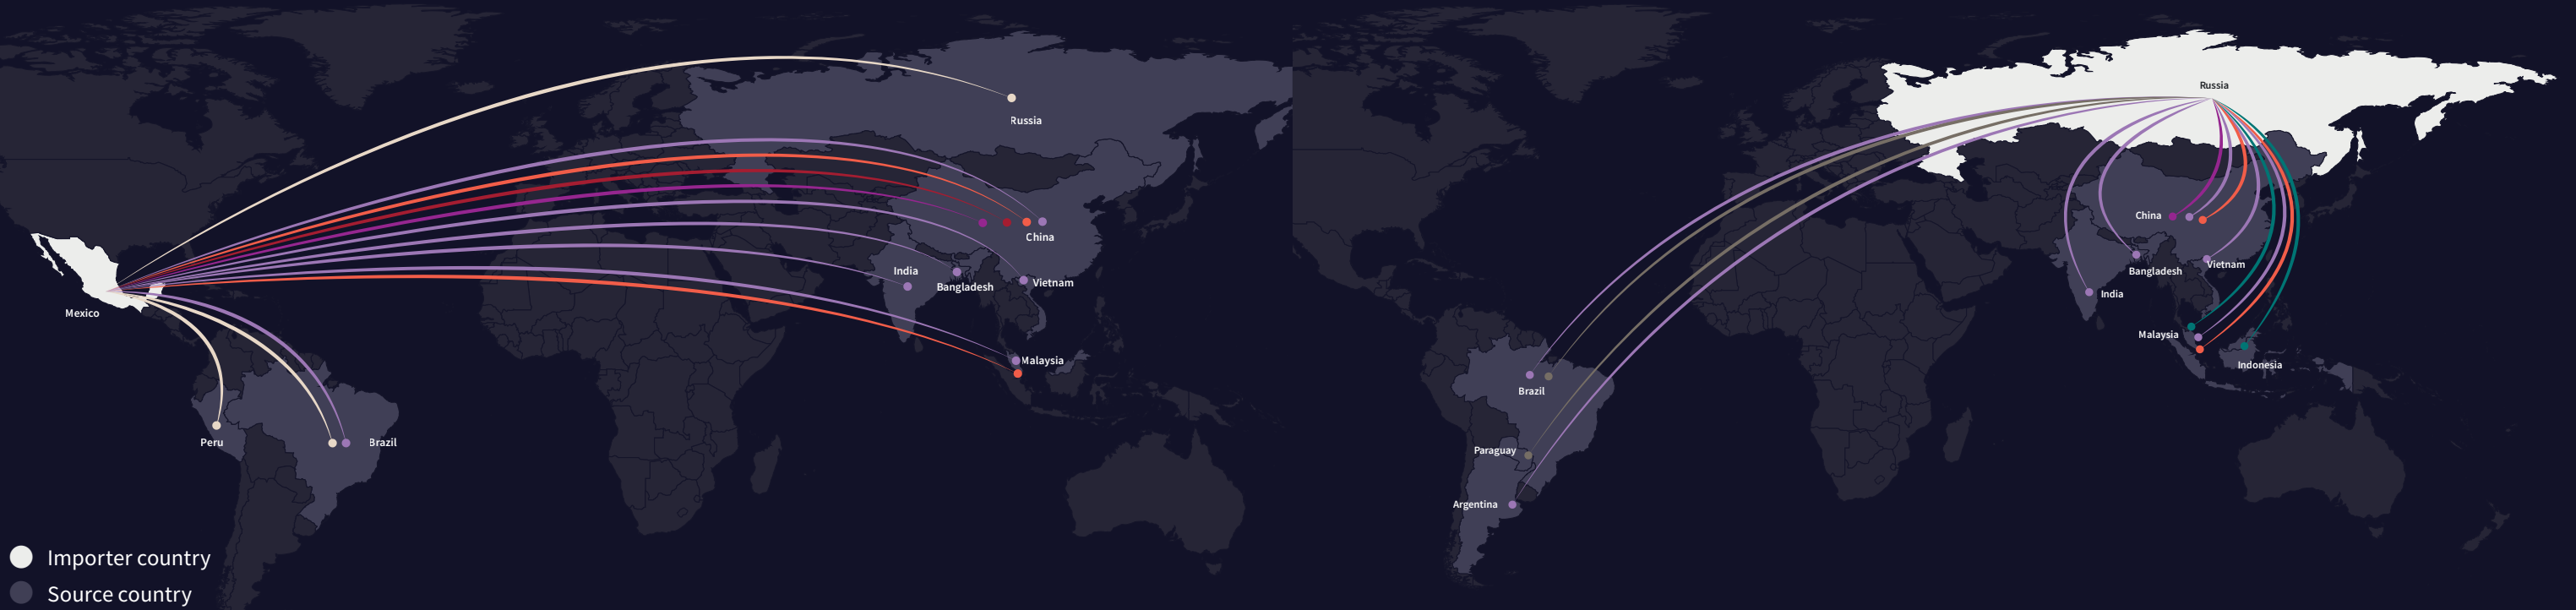 Russia
China
India
Bangladesh
Vietnam
Mexico
Malaysia
Peru
Brazil
Importer country
Source country
Russia
China
Vietnam
Bangladesh
India
Malaysia
Indonesia
Brazil
Paraguay
Argentina